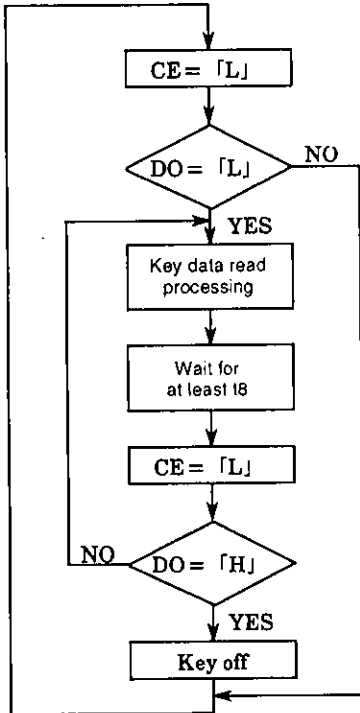 CE = 「L」
DO = 「L」
NO
YES
Key data read
processing
Wait for
at least t8
CE = 「L」
DO = 「H」
NO
YES
Key off